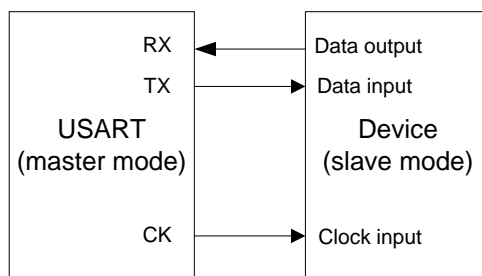 RX
Data output
TX
Data input
USART
(master mode)
Device
(slave mode)
CK
Clock input